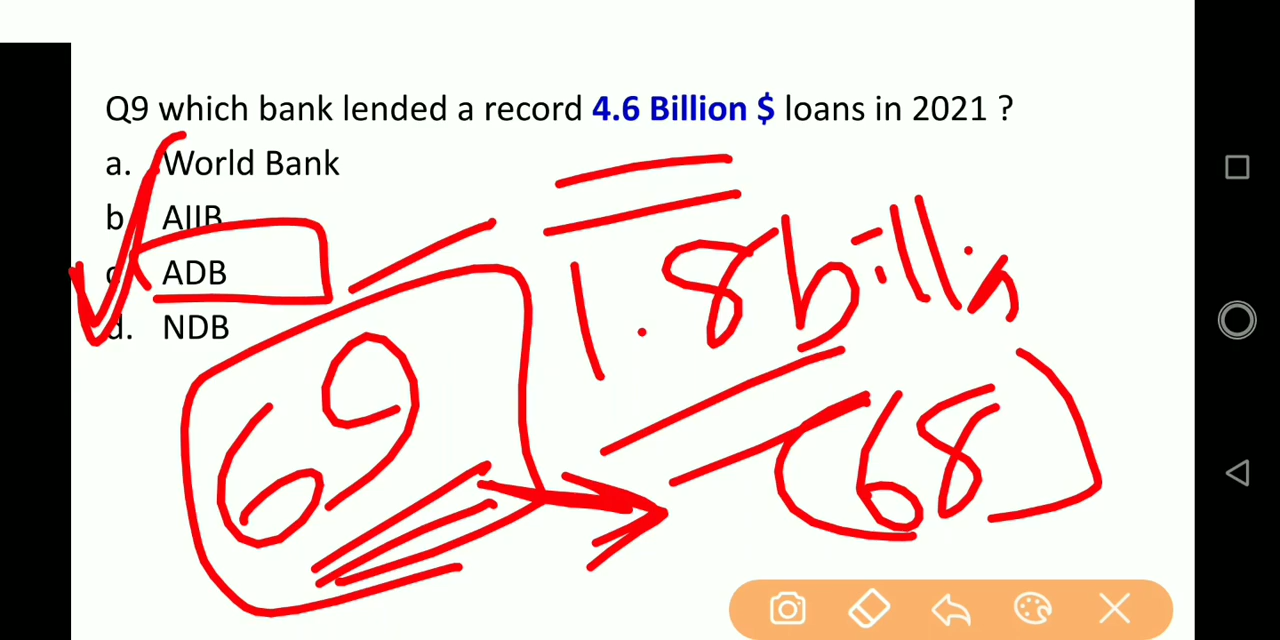 Q9 which bank lended a record 4.6 Billion $ loans in 2021 ?
a. World Bank
b. AIIB
c. ADB
d. NDB
1.8 billin
69
68